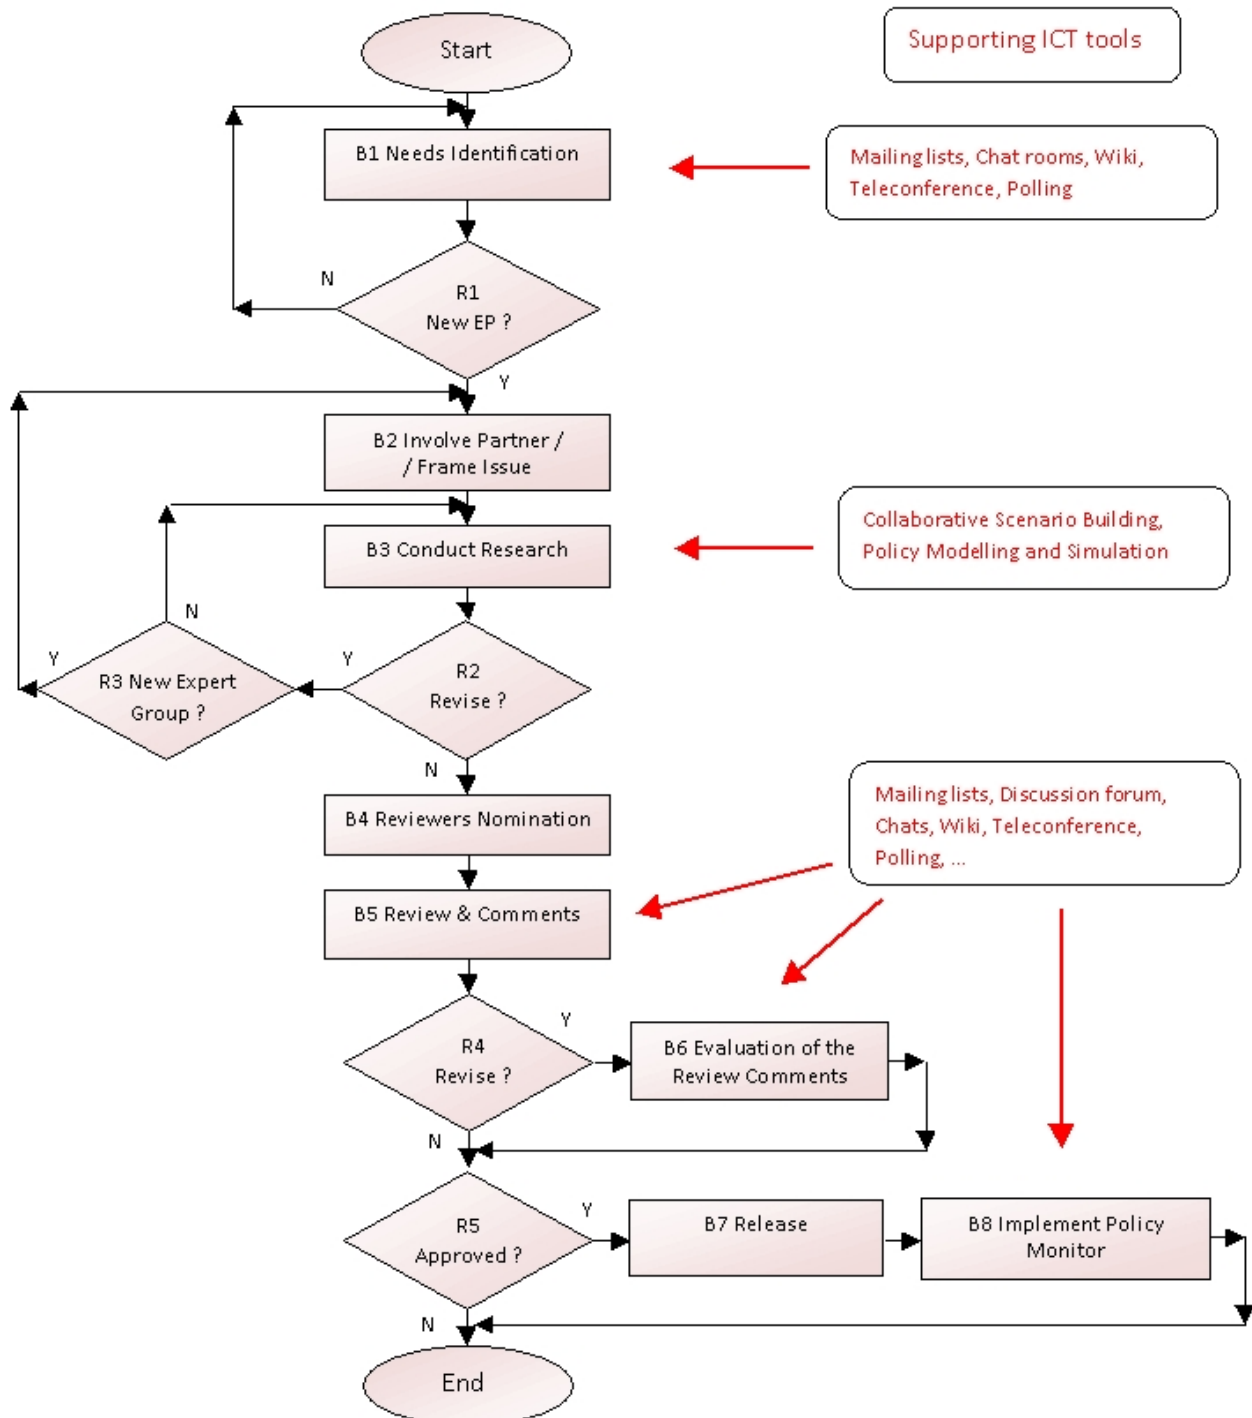 Start
Supporting ICT tools
B1 Needs Identification
Mailing lists, Chat rooms, Wiki,
Teleconference, Polling
N
R1
New EP ?
Y
B2 Involve Partner /
/ Frame Issue
B3 Conduct Research
Collaborative Scenario Building,
Policy Modelling and Simulation
N
Y
R3 New Expert
Group ?
Y
R2
Revise ?
N
B4 Reviewers Nomination
Mailing lists, Discussion forum,
Chats, Wiki, Teleconference,
Polling, ...
B5 Review & Comments
R4
Revise ?
Y
B6 Evaluation of the
Review Comments
N
R5
Approved ?
Y
B7 Release
B8 Implement Policy
Monitor
N
End